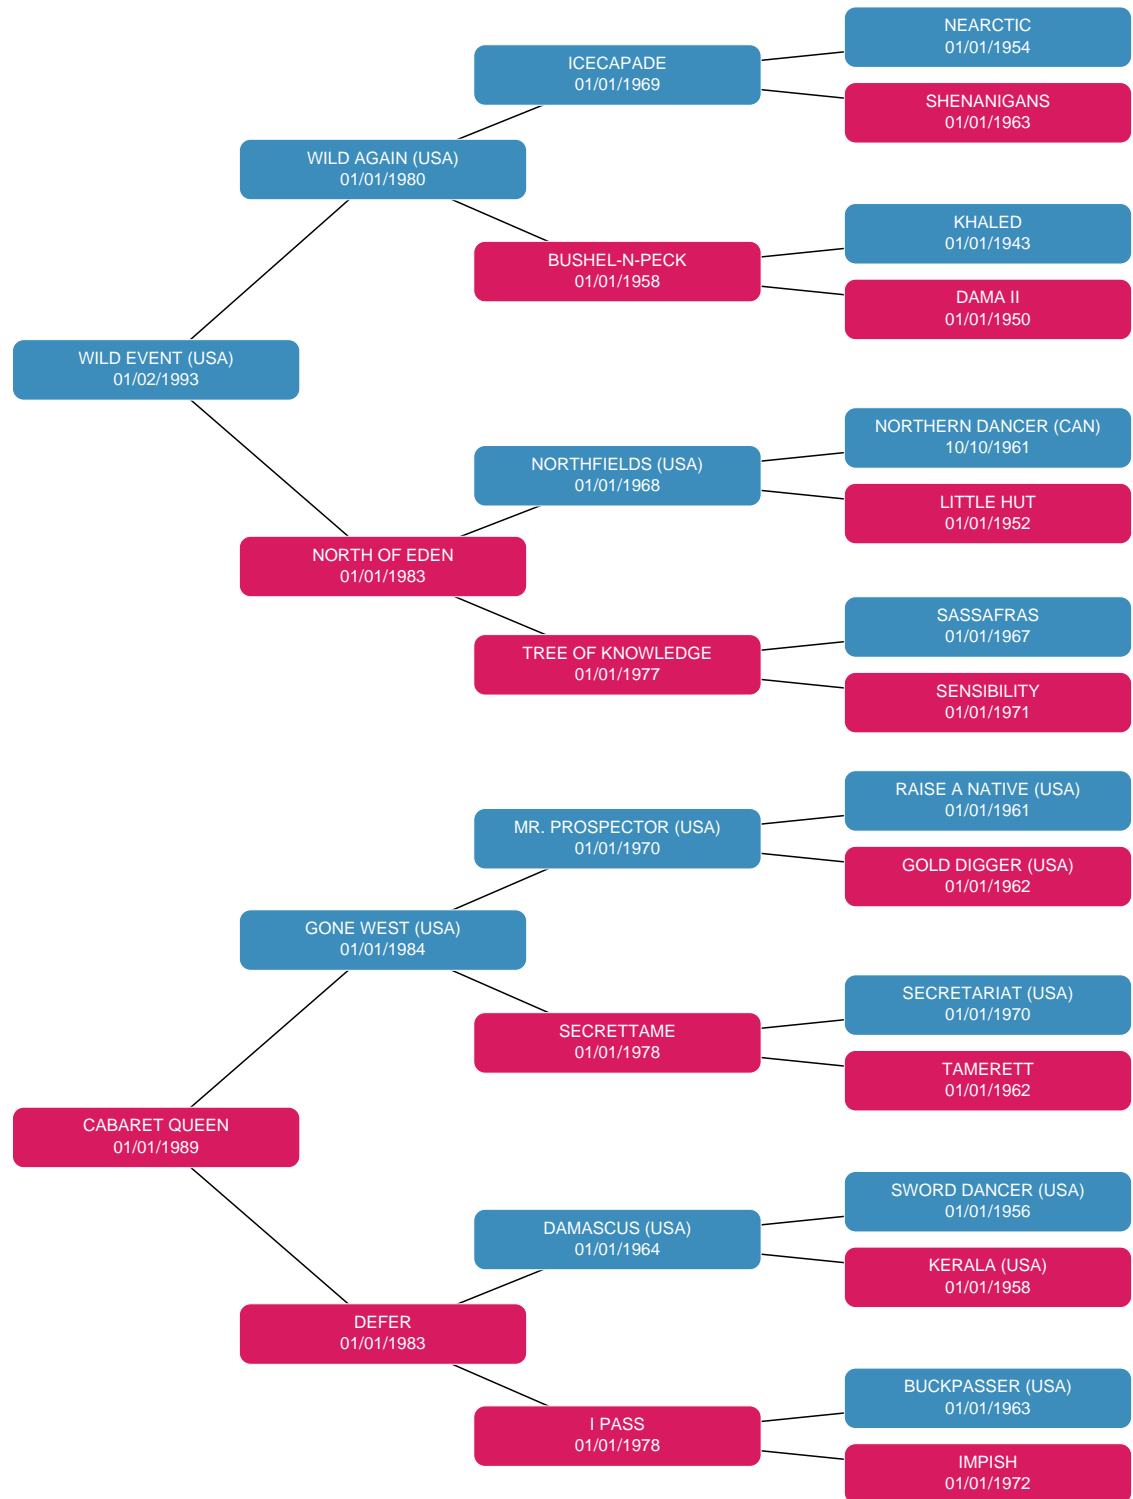 NEARCTIC
01/01/1954
ICECAPADE
01/01/1969
SHENANIGANS
01/01/1963
WILD AGAIN (USA)
01/01/1980
KHALED
01/01/1943
BUSHEL-N-PECK
01/01/1958
DAMA II
01/01/1950
WILD EVENT (USA)
01/02/1993
NORTHERN DANCER (CAN)
10/10/1961
NORTHFIELDS (USA)
01/01/1968
LITTLE HUT
01/01/1952
NORTH OF EDEN
01/01/1983
SASSAFRAS
01/01/1967
TREE OF KNOWLEDGE
01/01/1977
SENSIBILITY
01/01/1971
RAISE A NATIVE (USA)
01/01/1961
MR. PROSPECTOR (USA)
01/01/1970
GOLD DIGGER (USA)
01/01/1962
GONE WEST (USA)
01/01/1984
SECRETARIAT (USA)
01/01/1970
SECRETTAME
01/01/1978
TAMERETT
01/01/1962
CABARET QUEEN
01/01/1989
SWORD DANCER (USA)
01/01/1956
DAMASCUS (USA)
01/01/1964
KERALA (USA)
01/01/1958
DEFER
01/01/1983
BUCKPASSER (USA)
01/01/1963
I PASS
01/01/1978
IMPISH
01/01/1972